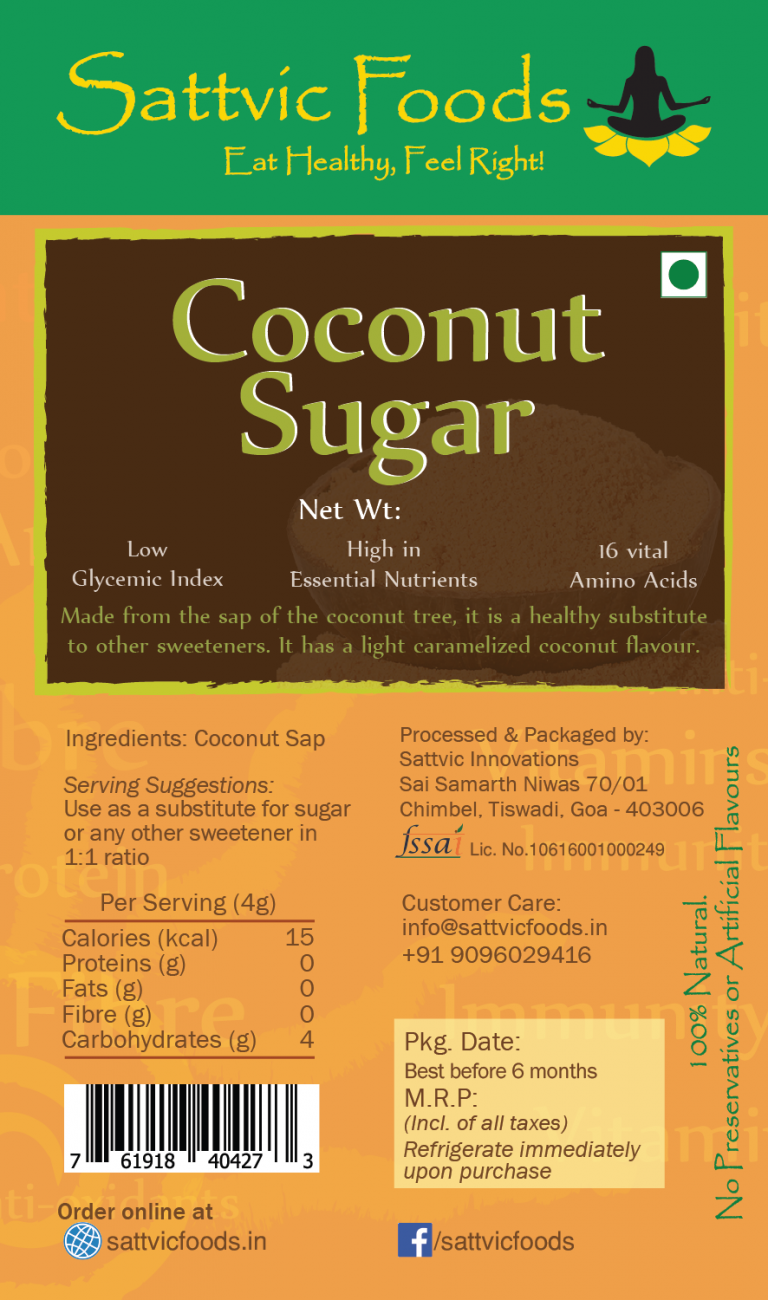 Sattvic Foods
Eat Healthy, Feel Right!
Coconut
Sugar
Net Wt:
Low
Glycemic Index
High in
Essential Nutrients
16 vital
Amino Acids
Made from the sap of the coconut tree, it is a healthy substitute
to other sweeteners. It has a light caramelized coconut flavour.
Ingredients: Coconut Sap
Serving Suggestions:
Use as a substitute for sugar
or any other sweetener in
1:1 ratio
Per Serving (4g)
Calories (kcal) 15
Proteins (g) 0
Fats (g) 0
Fibre (g) 0
Carbohydrates (g) 4
7 61918 40427 3
Order online at
sattvicfoods.in
Processed & Packaged by:
Sattvic Innovations
Sai Samarth Niwas 70/01
Chimbel, Tiswadi, Goa - 403006
fssai Lic. No.10616001000249
Customer Care:
info@sattvicfoods.in
+91 9096029416
Pkg. Date:
Best before 6 months
M.R.P:
(Incl. of all taxes)
Refrigerate immediately
upon purchase
f/sattvicfoods
100% Natural.
No Preservatives or Artificial Flavours
Vitamins
Immunity
Fibre
Immunity